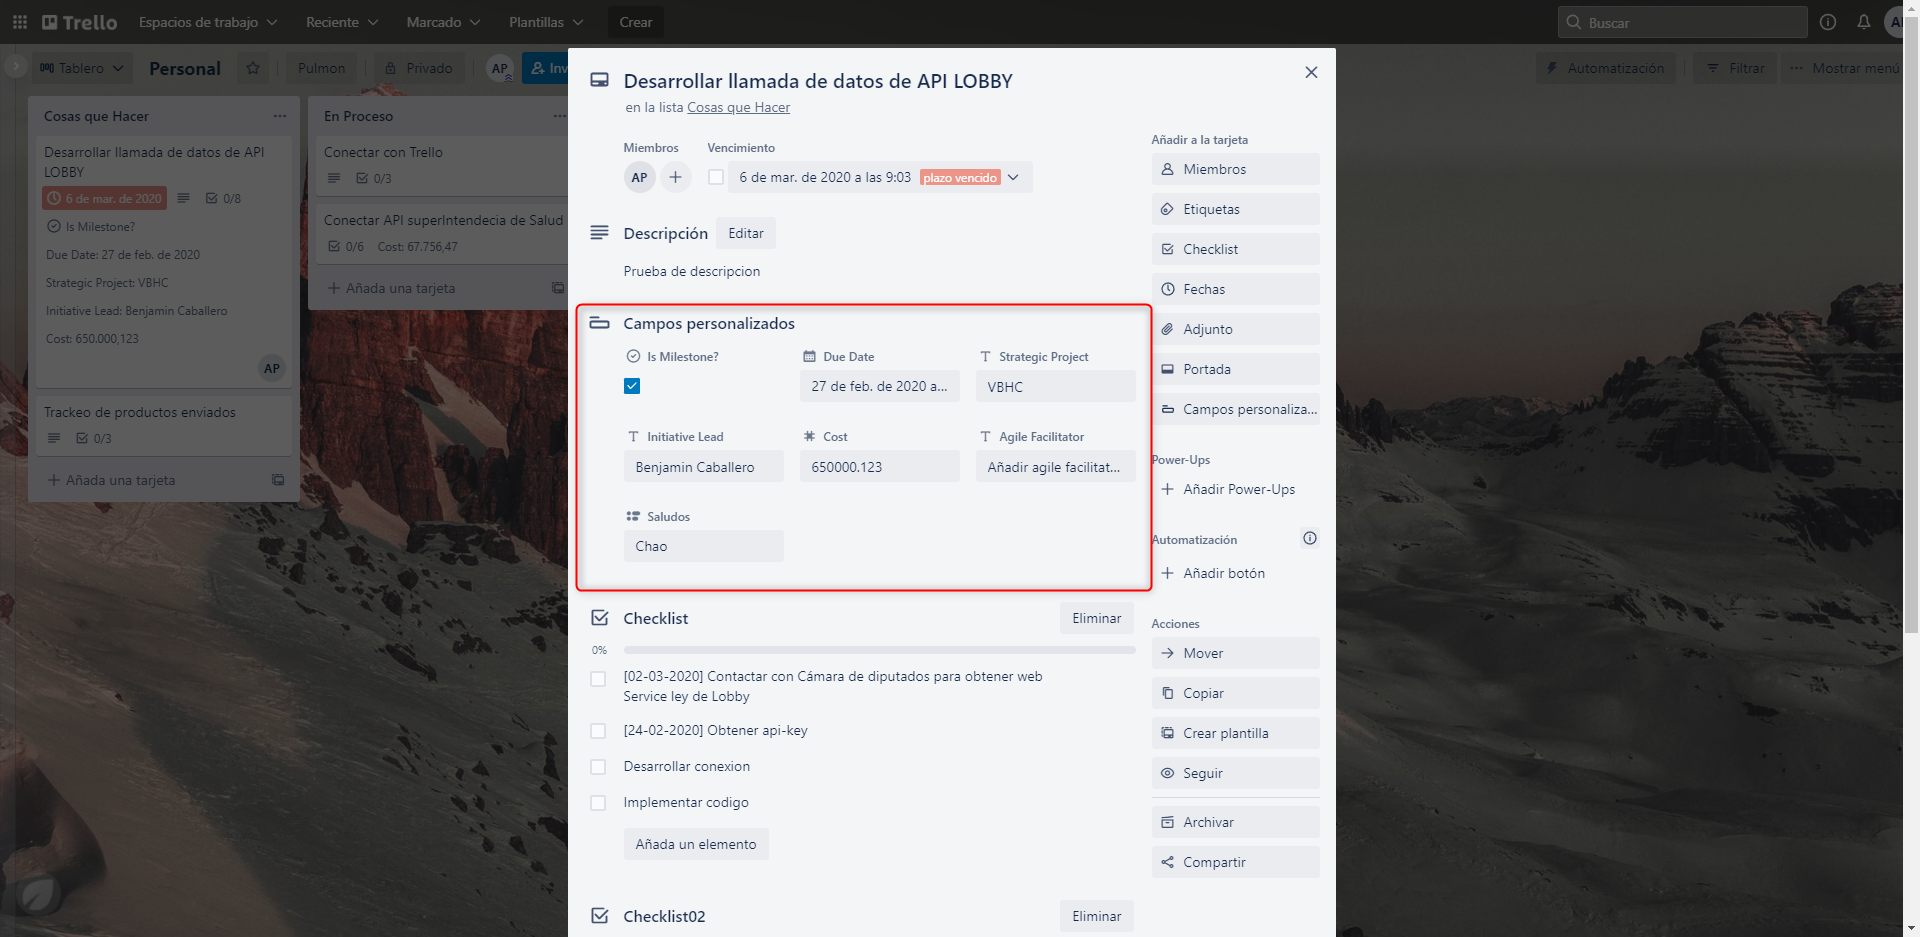 Trello
Espacios de trabajo
Reciente
Marcado
Plantillas
Crear
Buscar
Tablero
Personal
Pulmon
Privado
AP
Inv
Automatización
Filtrar
Mostrar menú
Cosas que Hacer
Desarrollar llamada de datos de API
LOBBY
6 de mar. de 2020
0/8
Is Milestone?
Due Date: 27 de feb. de 2020
Strategic Project: VBHC
Initiative Lead: Benjamin Caballero
Cost: 650.000,123
AP
Trackeo de productos enviados
0/3
Añada una tarjeta
En Proceso
Conectar con Trello
0/3
Conectar API superIntendecia de Salud
0/6 Cost: 67.756,47
Añada una tarjeta
Desarrollar llamada de datos de API LOBBY
en la lista Cosas que Hacer
Miembros
AP
Vencimiento
6 de mar. de 2020 a las 9:03 plazo vencido
Descripción
Editar
Prueba de descripcion
Campos personalizados
Is Milestone?
Due Date
27 de feb. de 2020 a...
Strategic Project
VBHC
Initiative Lead
Benjamin Caballero
Cost
650000.123
Agile Facilitator
Añadir agile facilitat...
Saludos
Chao
Checklist
Eliminar
0%
[02-03-2020] Contactar con Cámara de diputados para obtener web
Service ley de Lobby
[24-02-2020] Obtener api-key
Desarrollar conexion
Implementar codigo
Añada un elemento
Checklist02
Eliminar
Añadir a la tarjeta
Miembros
Etiquetas
Checklist
Fechas
Adjunto
Portada
Campos personaliza...
Power-Ups
Añadir Power-Ups
Automatización
Añadir botón
Acciones
Mover
Copiar
Crear plantilla
Seguir
Archivar
Compartir